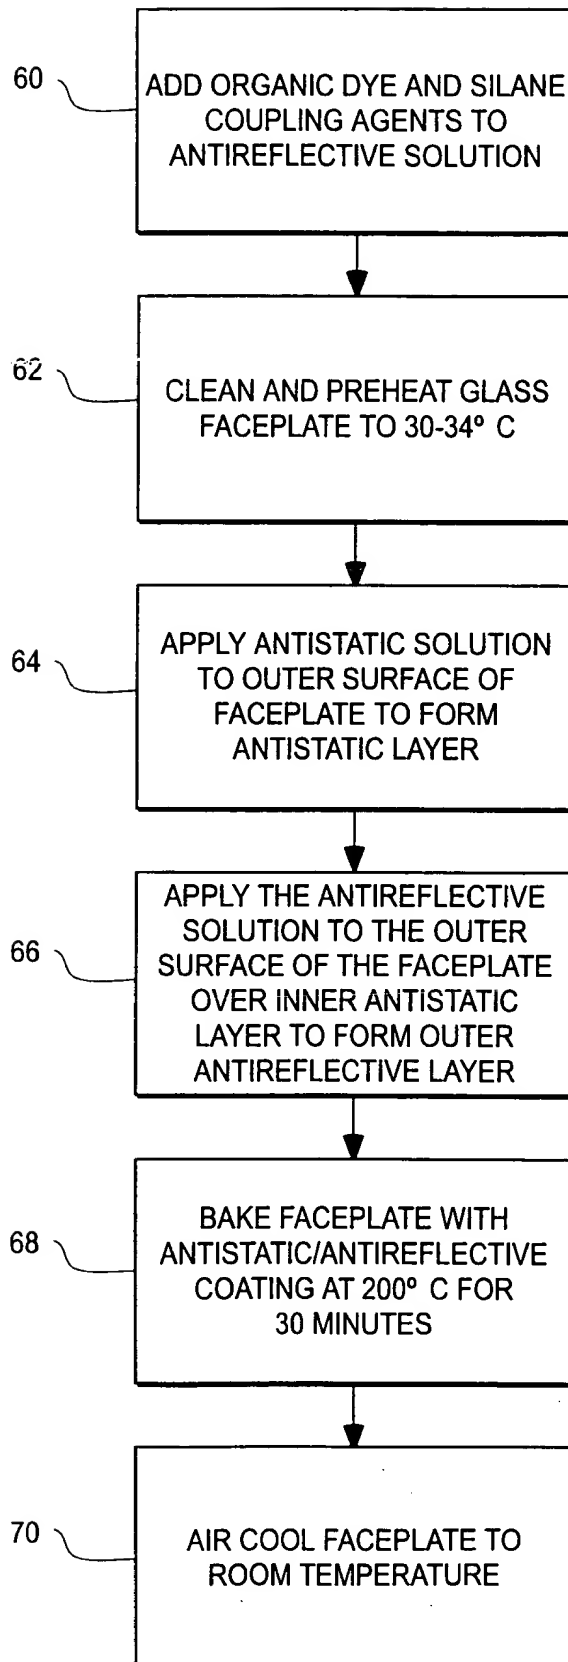 60
ADD ORGANIC DYE AND SILANE
COUPLING AGENTS TO
ANTIREFLECTIVE SOLUTION
62
CLEAN AND PREHEAT GLASS
FACEPLATE TO 30-34º C
64
APPLY ANTISTATIC SOLUTION
TO OUTER SURFACE OF
FACEPLATE TO FORM
ANTISTATIC LAYER
66
APPLY THE ANTIREFLECTIVE
SOLUTION TO THE OUTER
SURFACE OF THE FACEPLATE
OVER INNER ANTISTATIC
LAYER TO FORM OUTER
ANTIREFLECTIVE LAYER
68
BAKE FACEPLATE WITH
ANTISTATIC/ANTIREFLECTIVE
COATING AT 200º C FOR
30 MINUTES
70
AIR COOL FACEPLATE TO
ROOM TEMPERATURE